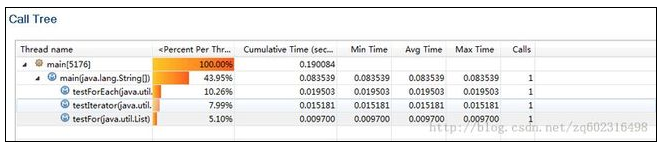 Call Tree
Thread name <Percent Per Thr... Cumulative Time (sec... Min Time Avg Time Max Time Calls
main[5176] 100.00% 0.190084
main(java.lang.String[]) 43.95% 0.083539 0.083539 0.083539 0.083539 1
testForEach(java.util. 10.26% 0.019503 0.019503 0.019503 0.019503 1
testIterator(java.util. 7.99% 0.015181 0.015181 0.015181 0.015181 1
testFor(java.util.List) 5.10% 0.009700 0.009700 0.009700 0.009700 1
http://blog.csdn.net/zq602316498